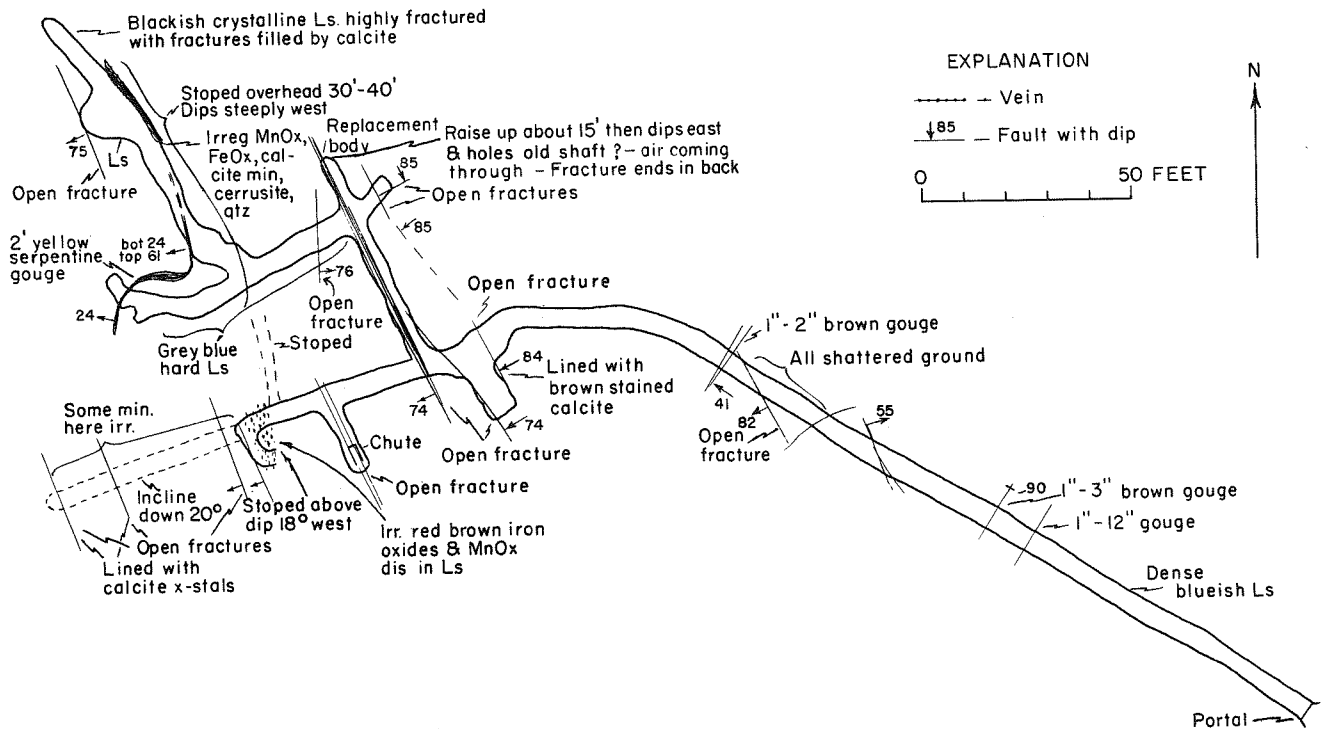 Blackish crystalline Ls. highly fractured
with fractures filled by calcite
Stoped overhead 30'-40'
Dips steeply west
Irreg MnOx,
FeOx, cal-
cite min,
cerrusite,
qtz
75
Ls
Open fracture
2' yellow
serpentine
gouge
bot 24
top 61
24
Grey blue
hard Ls
Stoped
Replacement
body
Raise up about 15' then dips east
& holes old shaft ? – air coming
through – Fracture ends in back
85
Open fractures
85
76
Open
fracture
Open fracture
84
Lined with
brown stained
calcite
74
74
Open fracture
Some min.
here irr.
Incline
down 20°
Open fractures
Lined with
calcite x-stals
Stoped above
dip 18° west
Chute
Open fracture
Irr. red brown iron
oxides & MnOx
dis in Ls
1"- 2" brown gouge
All shattered ground
41
82
Open
fracture
55
90
1"-3" brown gouge
1"-12" gouge
Dense
blueish Ls
Portal
EXPLANATION
Vein
85
Fault with dip
0 50 FEET
N